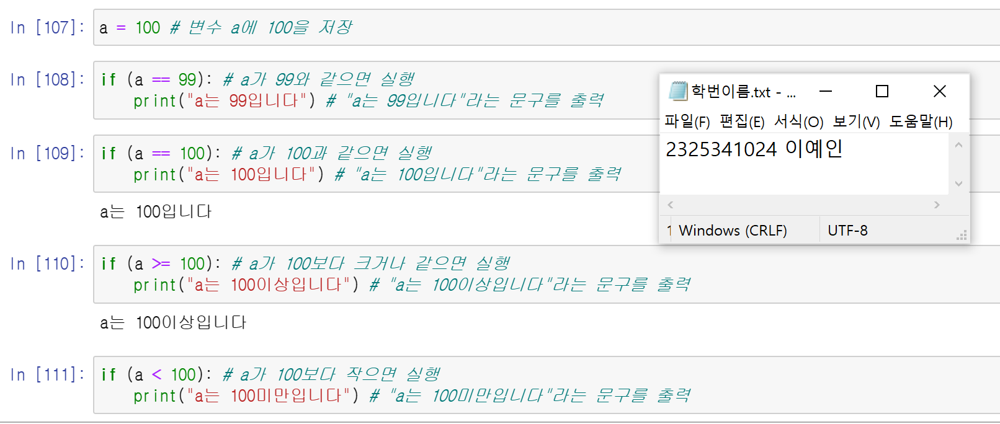 In [107]: a = 100 # 변수 a에 100을 저장
In [108]: if (a == 99): # a가 99와 같으면 실행
print("a는 99입니다") # "a는 99입니다"라는 문구를 출력
In [109]: if (a == 100): # a가 100과 같으면 실행
print("a는 100입니다") # "a는 100입니다"라는 문구를 출력
a는 100입니다
In [110]: if (a >= 100): # a가 100보다 크거나 같으면 실행
print("a는 100이상입니다") # "a는 100이상입니다"라는 문구를 출력
a는 100이상입니다
In [111]: if (a < 100): # a가 100보다 작으면 실행
print("a는 100미만입니다") # "a는 100미만입니다"라는 문구를 출력
학번이름.txt - ...
파일(F) 편집(E) 서식(O) 보기(V) 도움말(H)
2325341024 이예인
1 Windows (CRLF) UTF-8